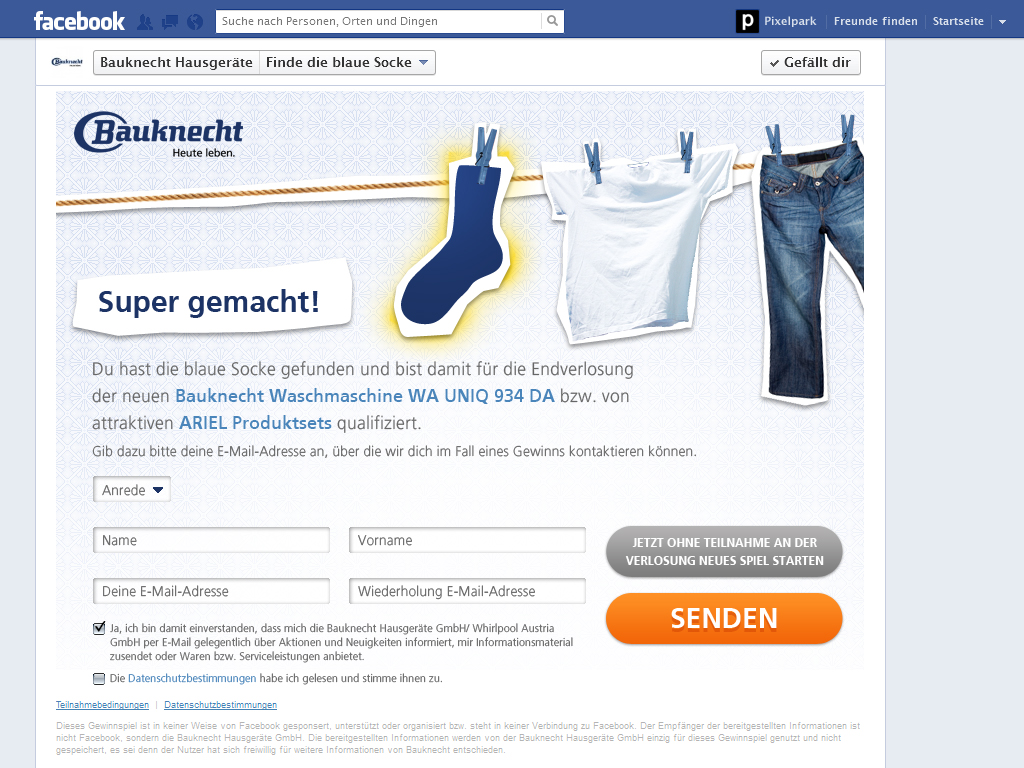 facebook
Suche nach Personen, Orten und Dingen
p
Pixelpark
Freunde finden
Startseite
Bauknecht
Bauknecht Hausgeräte
Finde die blaue Socke
Gefällt dir
Bauknecht
Heute leben.
Super gemacht!
Du hast die blaue Socke gefunden und bist damit für die Endverlosung
der neuen Bauknecht Waschmaschine WA UNIQ 934 DA bzw. von
attraktiven ARIEL Produktsets qualifiziert.
Gib dazu bitte deine E-Mail-Adresse an, über die wir dich im Fall eines Gewinns kontaktieren können.
Anrede
Name
Vorname
JETZT OHNE TEILNAHME AN DER
VERLOSUNG NEUES SPIEL STARTEN
Deine E-Mail-Adresse
Wiederholung E-Mail-Adresse
SENDEN
Ja, ich bin damit einverstanden, dass mich die Bauknecht Hausgeräte GmbH/ Whirlpool Austria
GmbH per E-Mail gelegentlich über Aktionen und Neuigkeiten informiert, mir Informationsmaterial
zusendet oder Waren bzw. Serviceleistungen anbietet.
Die Datenschutzbestimmungen habe ich gelesen und stimme ihnen zu.
Teilnahmebedingungen | Datenschutzbestimmungen
Dieses Gewinnspiel ist in keiner Weise von Facebook gesponsert, unterstützt oder organisiert bzw. steht in keiner Verbindung zu Facebook. Der Empfänger der bereitgestellten Informationen ist
nicht Facebook, sondern die Bauknecht Hausgeräte GmbH. Die bereitgestellten Informationen werden von der Bauknecht Hausgeräte GmbH einzig für dieses Gewinnspiel genutzt und nicht
gespeichert, es sei denn der Nutzer hat sich freiwillig für weitere Informationen von Bauknecht entschieden.